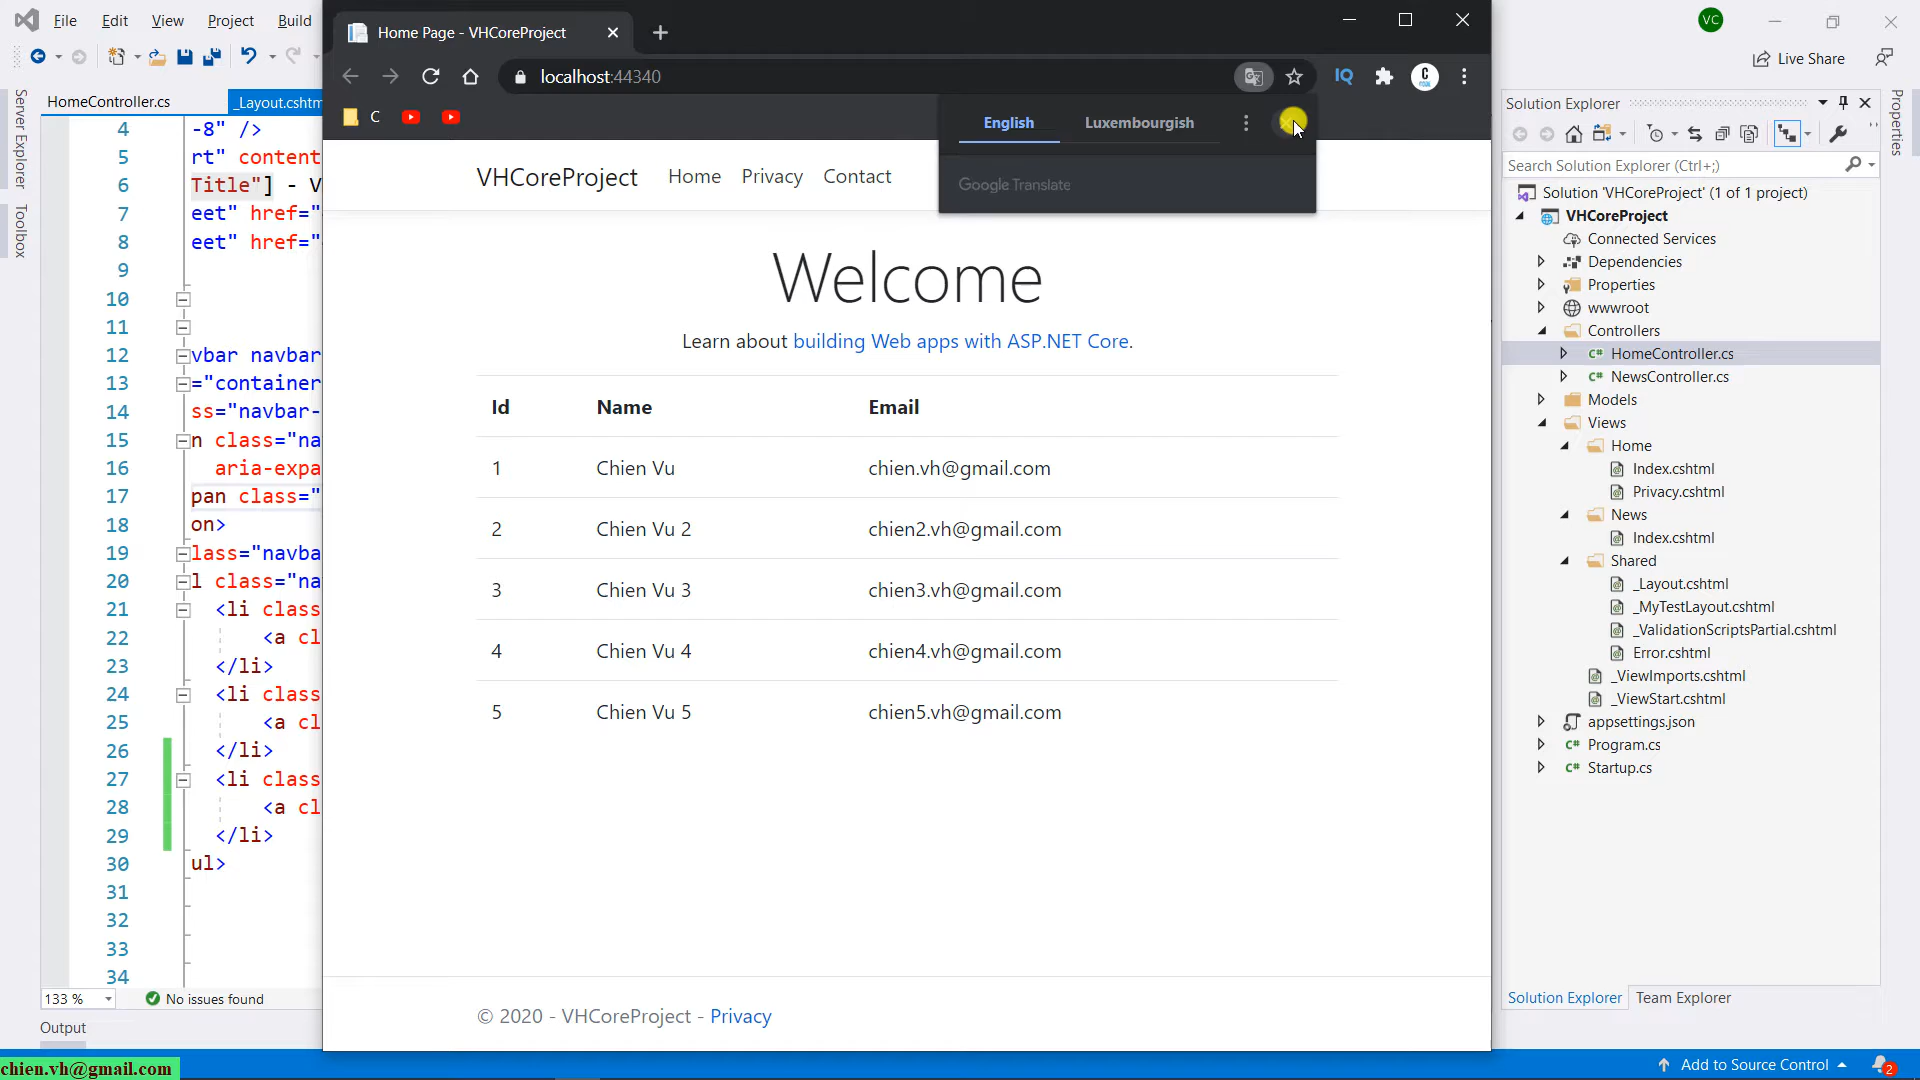 File Edit View Project Build
Home Page - VHCoreProject
VC
Live Share
localhost:44340
IQ
C
HomeController.cs
_Layout.cshtm
C
English Luxembourgish
Google Translate
Server Explorer
Toolbox
4 -8" />
5 rt" content
6 Title"] - V
7 eet" href="
8 eet" href="
9
10
11
12 vbar navbar
13 ="container
14 ss="navbar-
15 n class="na
16 aria-expa
17 pan class="
18 on>
19 lass="navba
20 l class="na
21 <li class
22 <a cl
23 </li>
24 <li class
25 <a cl
26 </li>
27 <li class
28 <a cl
29 </li>
30 ul>
31
32
33
34
133 % No issues found
Output
chien.vh@gmail.com
VHCoreProject Home Privacy Contact
Welcome
Learn about building Web apps with ASP.NET Core.
Id Name Email
1 Chien Vu chien.vh@gmail.com
2 Chien Vu 2 chien2.vh@gmail.com
3 Chien Vu 3 chien3.vh@gmail.com
4 Chien Vu 4 chien4.vh@gmail.com
5 Chien Vu 5 chien5.vh@gmail.com
© 2020 - VHCoreProject - Privacy
Solution Explorer
Search Solution Explorer (Ctrl+;)
Solution 'VHCoreProject' (1 of 1 project)
VHCoreProject
Connected Services
Dependencies
Properties
wwwroot
Controllers
C# HomeController.cs
C# NewsController.cs
Models
Views
Home
Index.cshtml
Privacy.cshtml
News
Index.cshtml
Shared
_Layout.cshtml
_MyTestLayout.cshtml
_ValidationScriptsPartial.cshtml
Error.cshtml
_ViewImports.cshtml
_ViewStart.cshtml
appsettings.json
C# Program.cs
C# Startup.cs
Solution Explorer Team Explorer
Properties
Add to Source Control
2